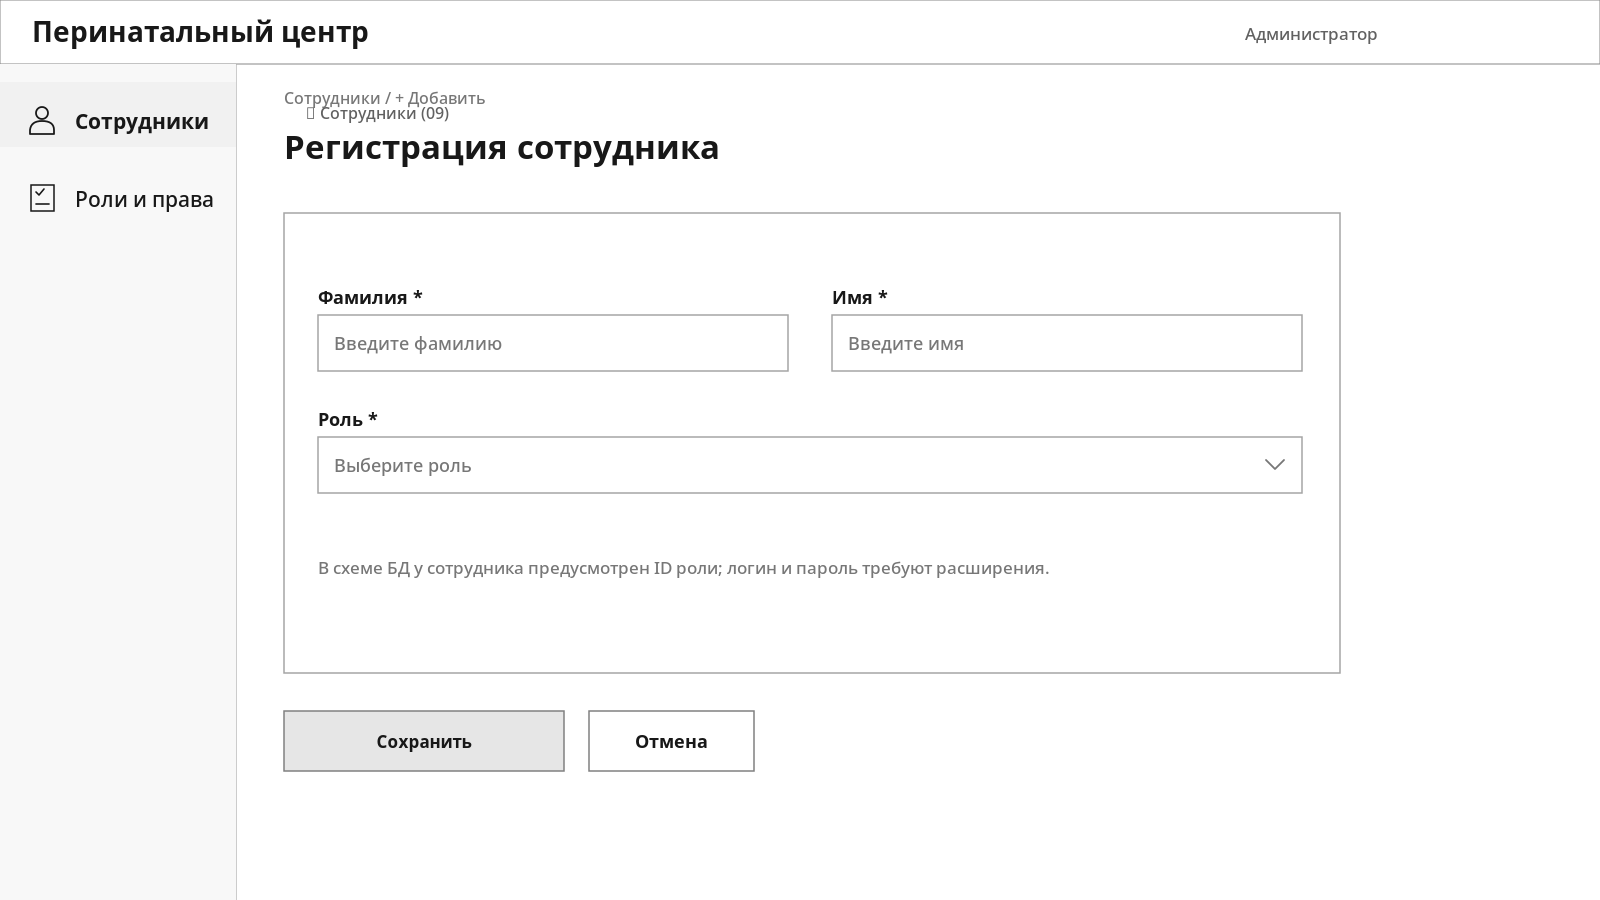 Перинатальный центр
Администратор
Сотрудники
Роли и права
Сотрудники / + Добавить
Сотрудники (09)
Регистрация сотрудника
Фамилия *
Имя *
Введите фамилию
Введите имя
Роль *
Выберите роль
В схеме БД у сотрудника предусмотрен ID роли; логин и пароль требуют расширения.
Сохранить
Отмена